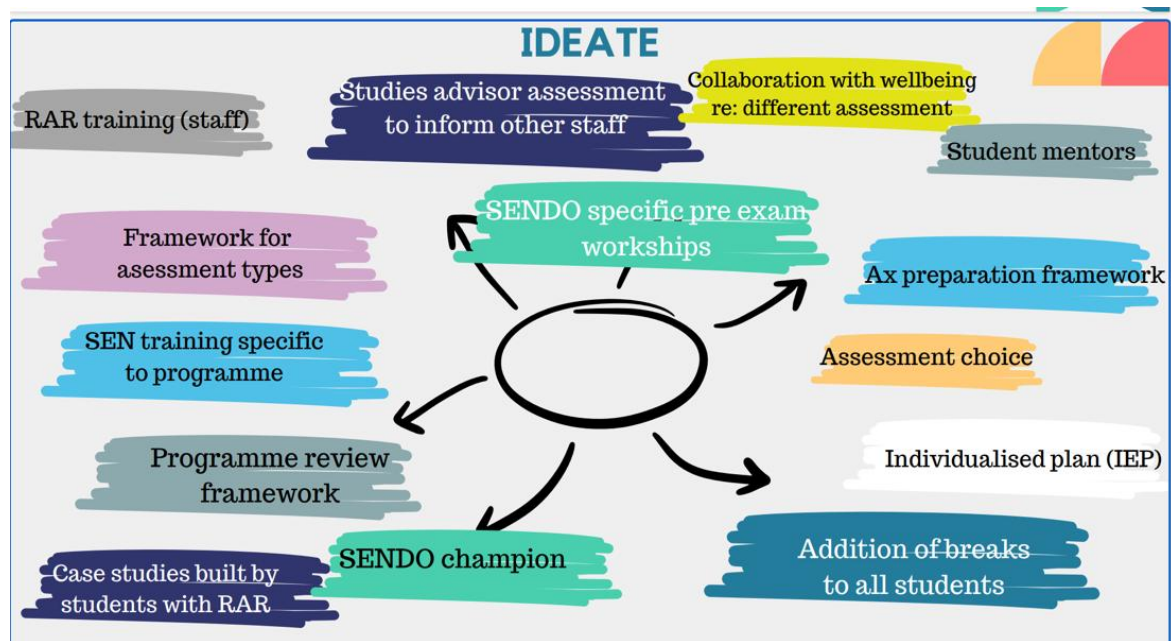 IDEATE
Studies advisor assessment
to inform other staff
Collaboration with wellbeing
re: different assessment
RAR training (staff)
Student mentors
SENDO specific pre exam
workships
Framework for
asessment types
Ax preparation framework
SEN training specific
to programme
Assessment choice
Programme review
framework
Individualised plan (IEP)
SENDO champion
Addition of breaks
to all students
Case studies built by
students with RAR